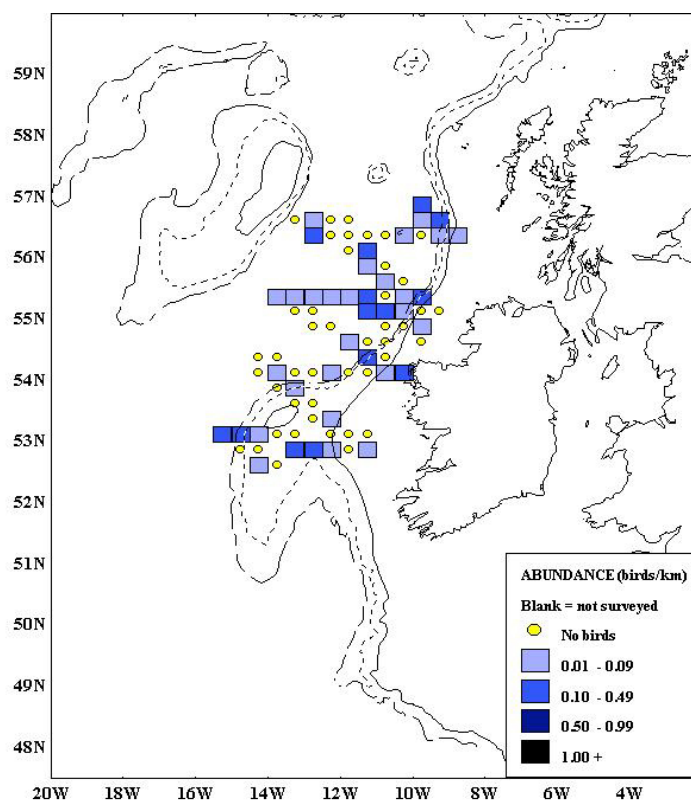 59N
58N
57N
56N
55N
54N
53N
52N
51N
50N
49N
48N
ABUNDANCE (birds/km)
Blank = not surveyed
No birds
0.01 - 0.09
0.10 - 0.49
0.50 - 0.99
1.00 +
20W 18W 16W 14W 12W 10W 8W 6W 4W